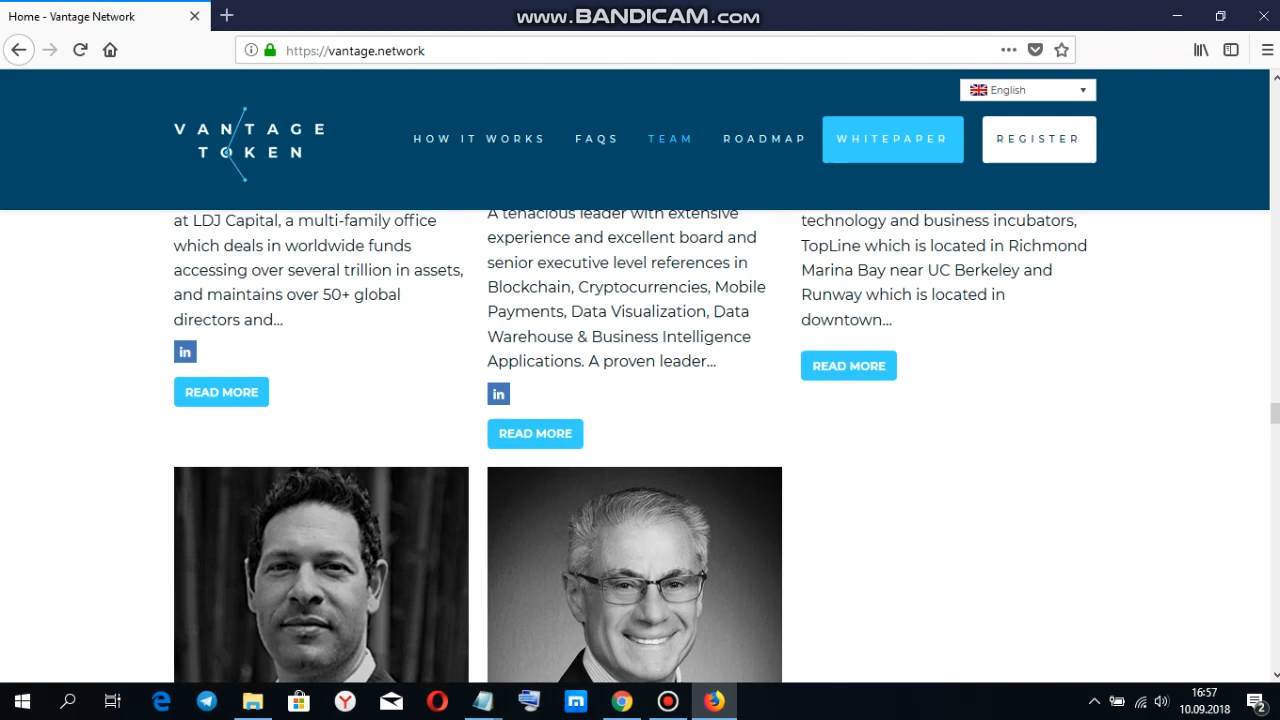 Home - Vantage Network
www.BANDICAM.com
https://vantage.network
English
VANTAGE
TOKEN
HOW IT WORKS
FAQS
TEAM
ROADMAP
WHITEPAPER
REGISTER
at LDJ Capital, a multi-family office
which deals in worldwide funds
accessing over several trillion in assets,
and maintains over 50+ global
directors and...
in
READ MORE
A tenacious leader with extensive
experience and excellent board and
senior executive level references in
Blockchain, Cryptocurrencies, Mobile
Payments, Data Visualization, Data
Warehouse & Business Intelligence
Applications. A proven leader...
in
READ MORE
technology and business incubators,
TopLine which is located in Richmond
Marina Bay near UC Berkeley and
Runway which is located in
downtown...
READ MORE
16:57
10.09.2018
2